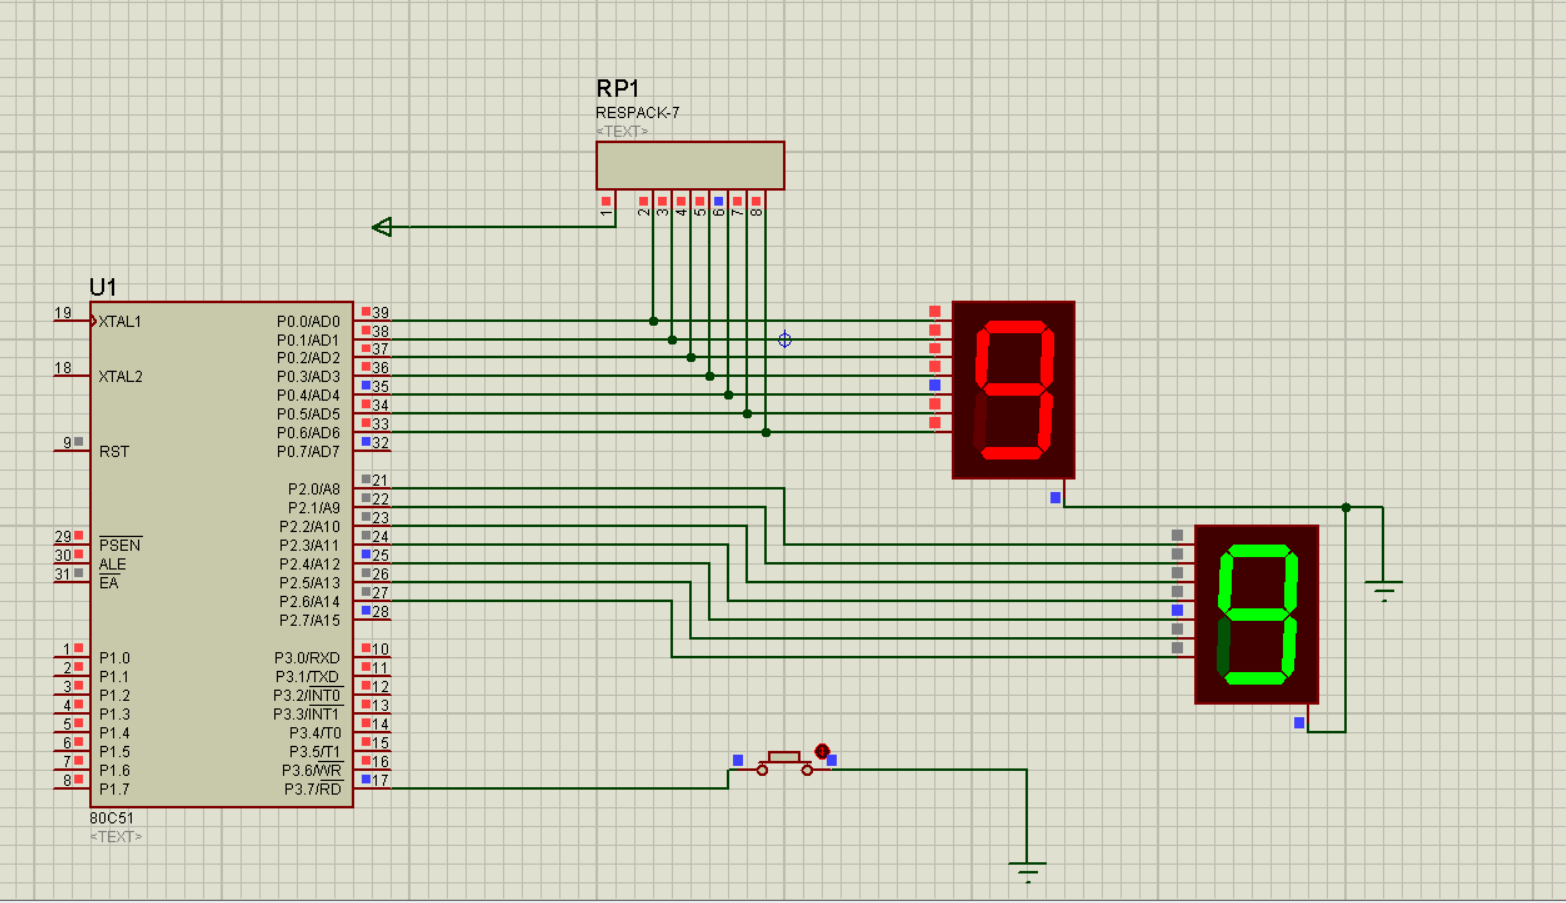 RP1
RESPACK-7
<TEXT>
1 2 3 4 5 6 7 8
U1
19 XTAL1 P0.0/AD0 39
P0.1/AD1 38
P0.2/AD2 37
18 XTAL2 P0.3/AD3 36
P0.4/AD4 35
P0.5/AD5 34
P0.6/AD6 33
9 RST P0.7/AD7 32
P2.0/A8 21
P2.1/A9 22
P2.2/A10 23
29 PSEN P2.3/A11 24
30 ALE P2.4/A12 25
31 EA P2.5/A13 26
P2.6/A14 27
P2.7/A15 28
1 P1.0 P3.0/RXD 10
2 P1.1 P3.1/TXD 11
3 P1.2 P3.2/INT0 12
4 P1.3 P3.3/INT1 13
5 P1.4 P3.4/T0 14
6 P1.5 P3.5/T1 15
7 P1.6 P3.6/WR 16
8 P1.7 P3.7/RD 17
80C51
<TEXT>
9
9